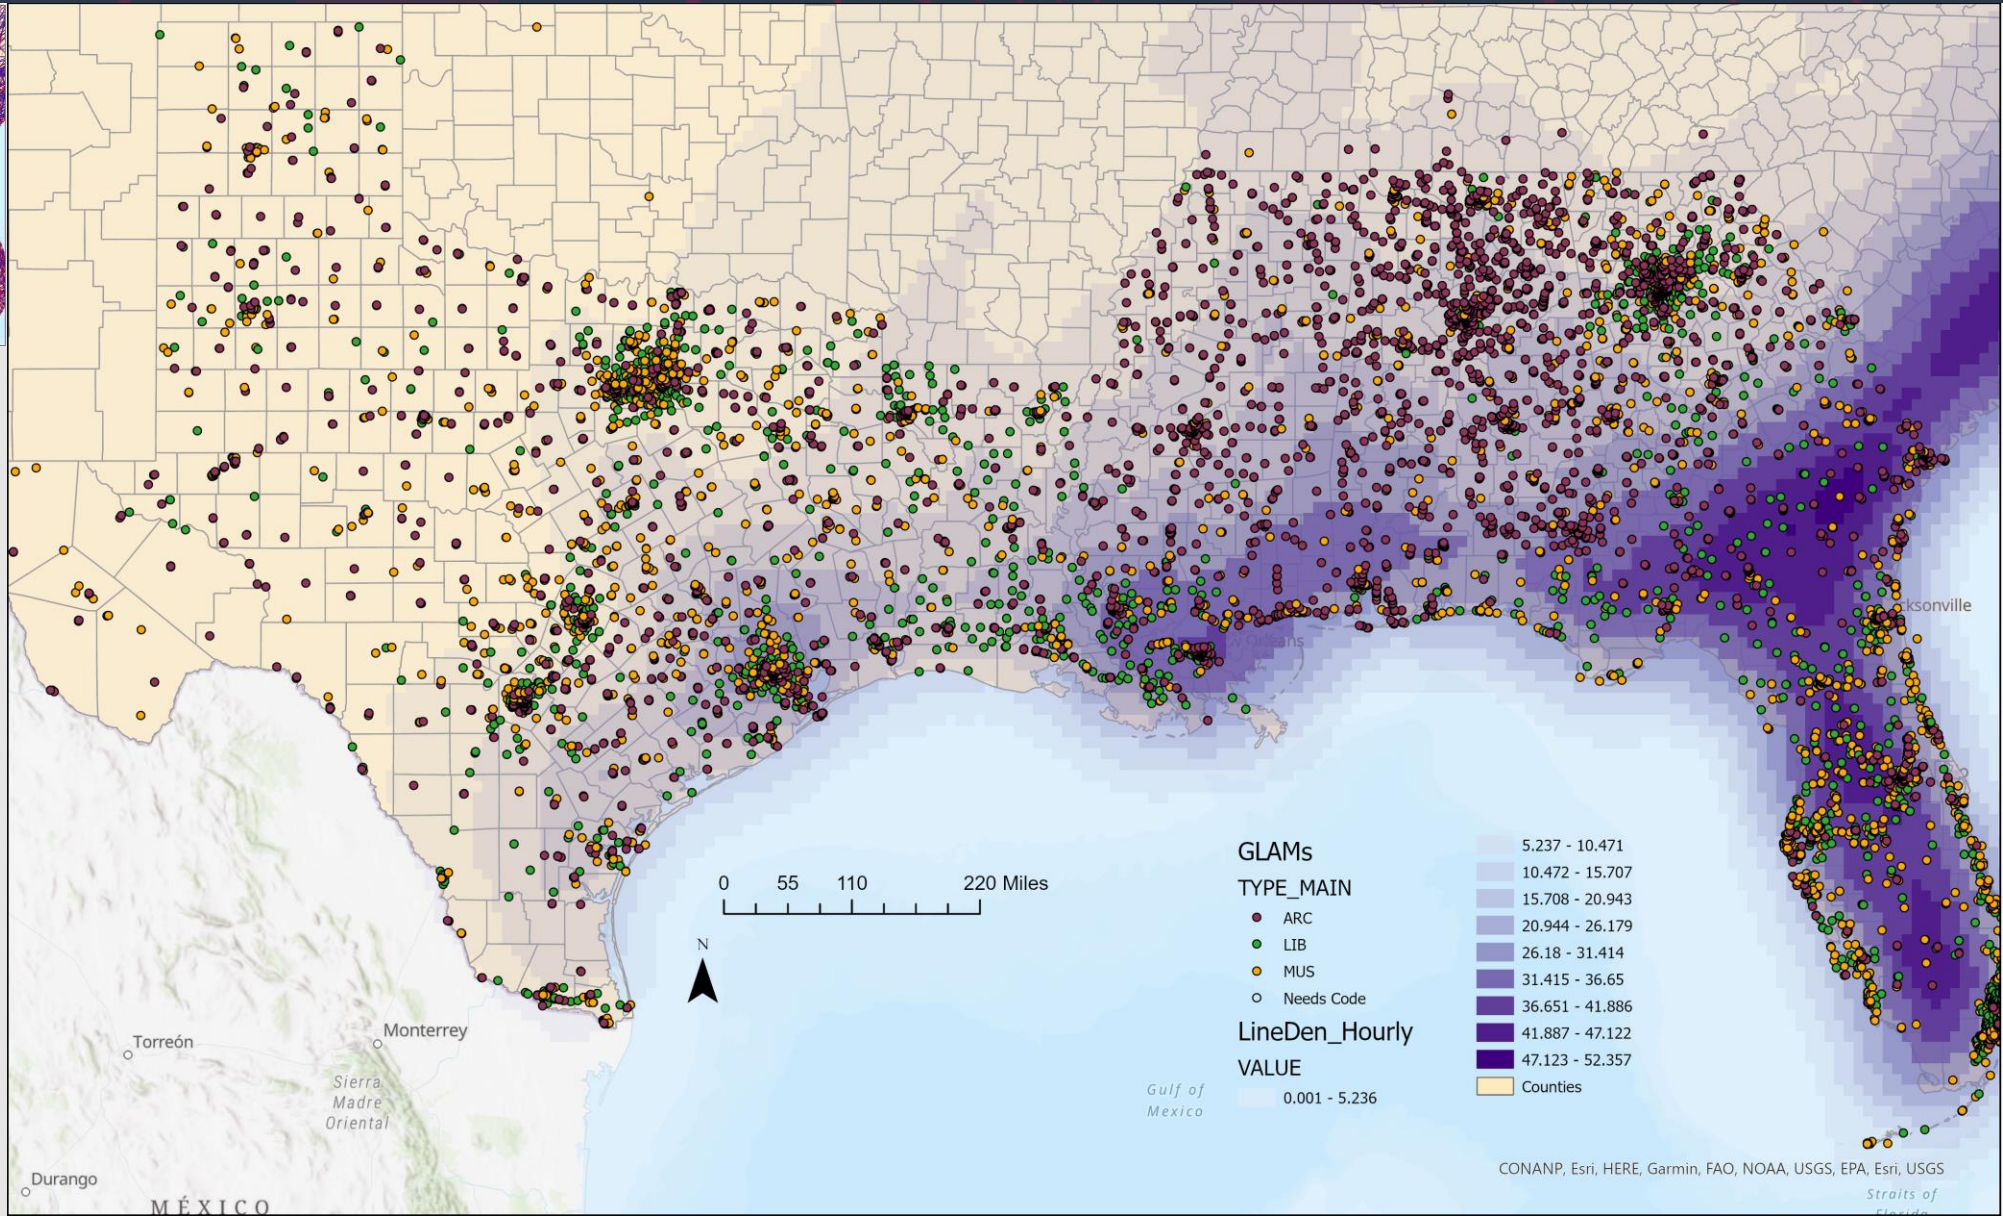 cksonville
w Orleans
0 55 110 220 Miles
N
GLAMs
TYPE_MAIN
ARC
LIB
MUS
Needs Code
LineDen_Hourly
VALUE
0.001 - 5.236
5.237 - 10.471
10.472 - 15.707
15.708 - 20.943
20.944 - 26.179
26.18 - 31.414
31.415 - 36.65
36.651 - 41.886
41.887 - 47.122
47.123 - 52.357
Counties
Torreón
Monterrey
Sierra
Madre
Oriental
Gulf of
Mexico
Durango
MÉXICO
CONANP, Esri, HERE, Garmin, FAO, NOAA, USGS, EPA, Esri, USGS
Straits of
Florida